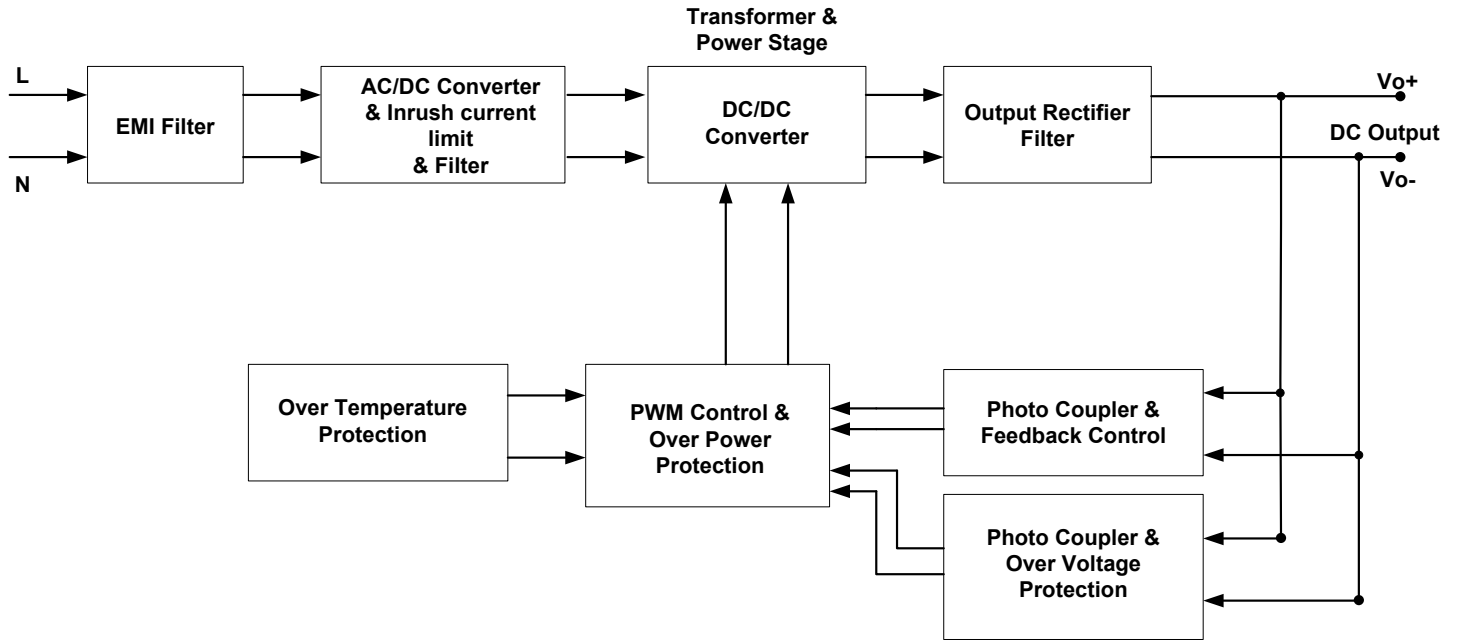 Transformer &
Power Stage
L
N
EMI Filter
AC/DC Converter
& Inrush current
limit
& Filter
DC/DC
Converter
Output Rectifier
Filter
Vo+
DC Output
Vo-
Over Temperature
Protection
PWM Control &
Over Power
Protection
Photo Coupler &
Feedback Control
Photo Coupler &
Over Voltage
Protection